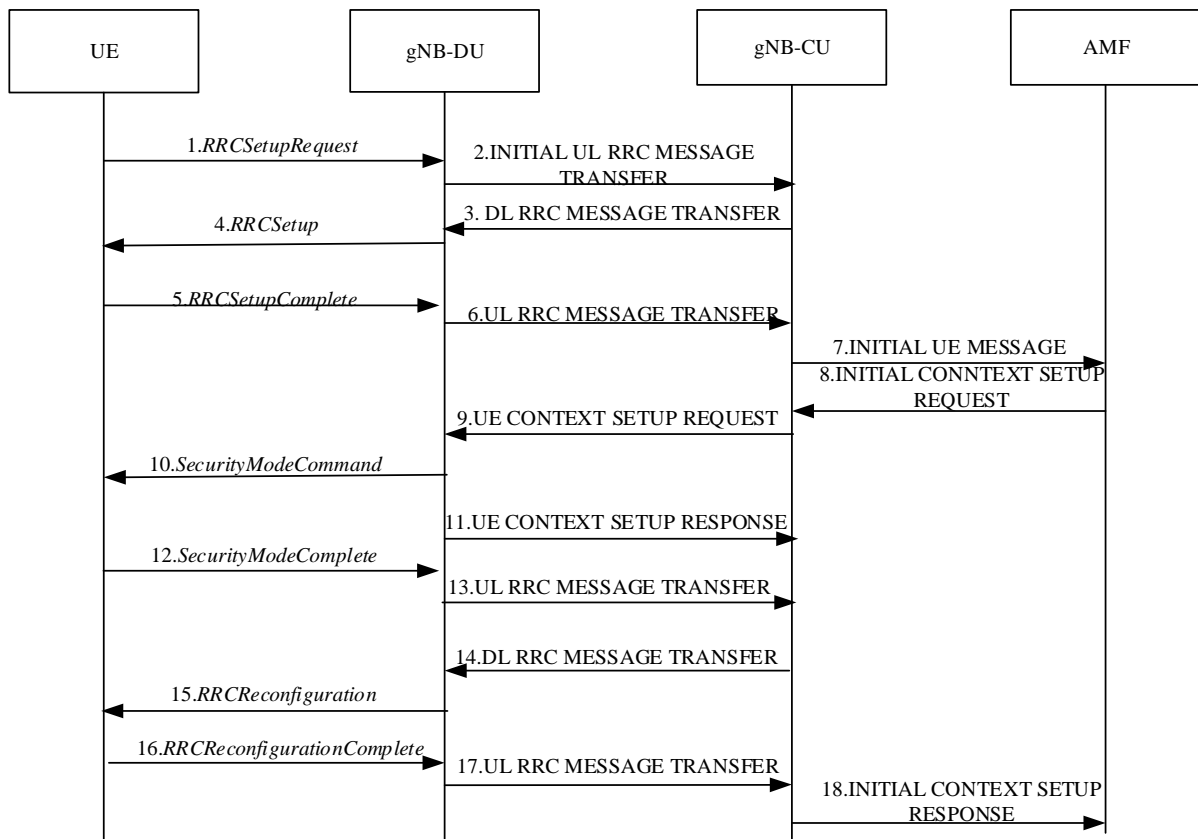 UE
gNB-DU
gNB-CU
AMF
1.RRCSetupRequest
2.INITIAL UL RRC MESSAGE
TRANSFER
3. DL RRC MESSAGE TRANSFER
4.RRCSetup
5.RRCSetupComplete
6.UL RRC MESSAGE TRANSFER
7.INITIAL UE MESSAGE
8.INITIAL CONNTEXT SETUP
REQUEST
9.UE CONTEXT SETUP REQUEST
10.SecurityModeCommand
11.UE CONTEXT SETUP RESPONSE
12.SecurityModeComplete
13.UL RRC MESSAGE TRANSFER
14.DL RRC MESSAGE TRANSFER
15.RRCReconfiguration
16.RRCReconfigurationComplete
17.UL RRC MESSAGE TRANSFER
18.INITIAL CONTEXT SETUP
RESPONSE